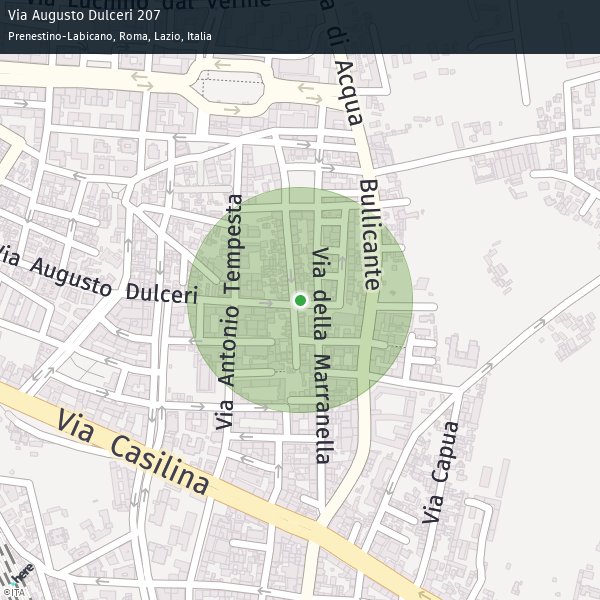 Via Augusto Dulceri 207
Prenestino-Labicano, Roma, Lazio, Italia
Via Luchino dal Verme
a di Acqua
Bullicante
Via Antonio Tempesta
Via della Marranella
Via Augusto Dulceri
Via Casilina
Via Capua
here
©ITA